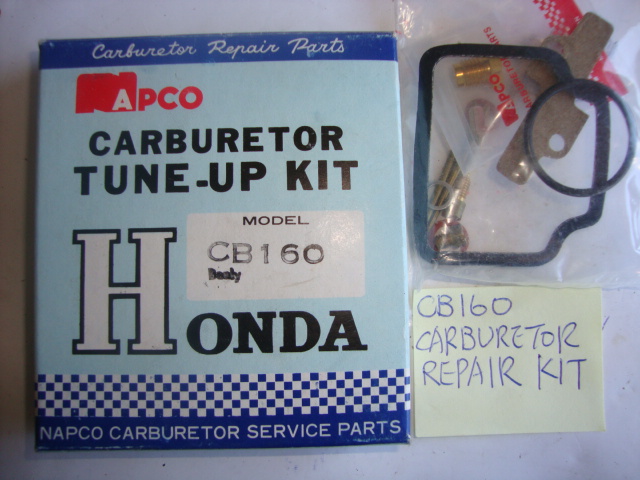 Carburetor Repair Parts
NAPCO
CARBURETOR
TUNE-UP KIT
MODEL
CB160
HONDA
NAPCO CARBURETOR SERVICE PARTS
NAPCO
CB160
CARBURETOR
REPAIR KIT